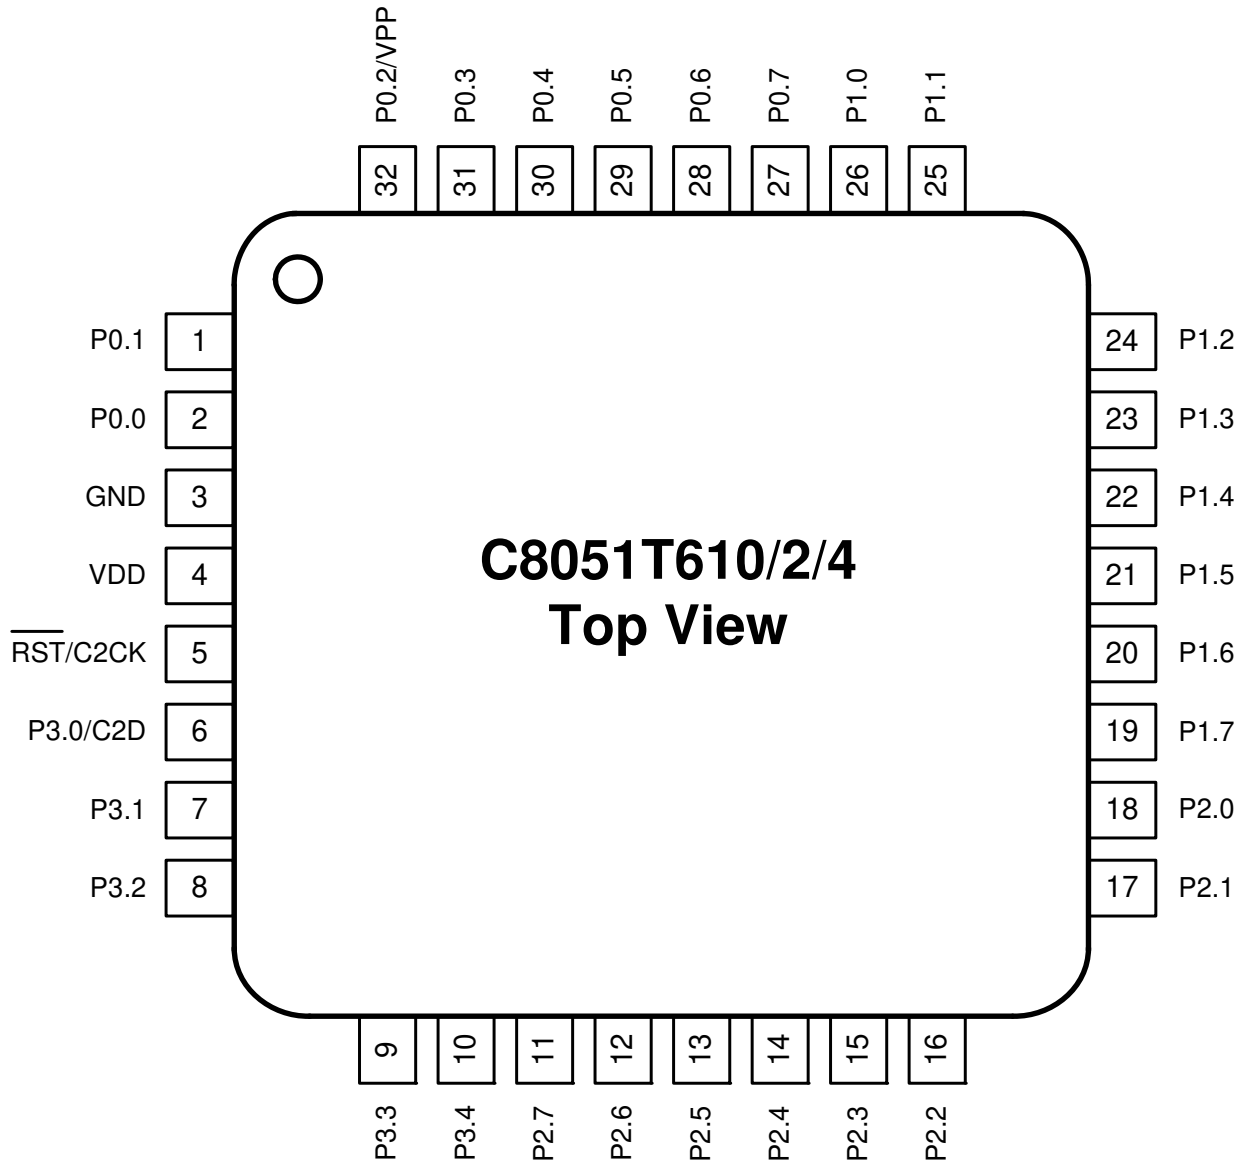 P0.2/VPP
P0.3
P0.4
P0.5
P0.6
P0.7
P1.0
P1.1
32
31
30
29
28
27
26
25
P0.1 1
P0.0 2
GND 3
VDD 4
RST/C2CK 5
P3.0/C2D 6
P3.1 7
P3.2 8
C8051T610/2/4
Top View
24 P1.2
23 P1.3
22 P1.4
21 P1.5
20 P1.6
19 P1.7
18 P2.0
17 P2.1
9
10
11
12
13
14
15
16
P3.3
P3.4
P2.7
P2.6
P2.5
P2.4
P2.3
P2.2